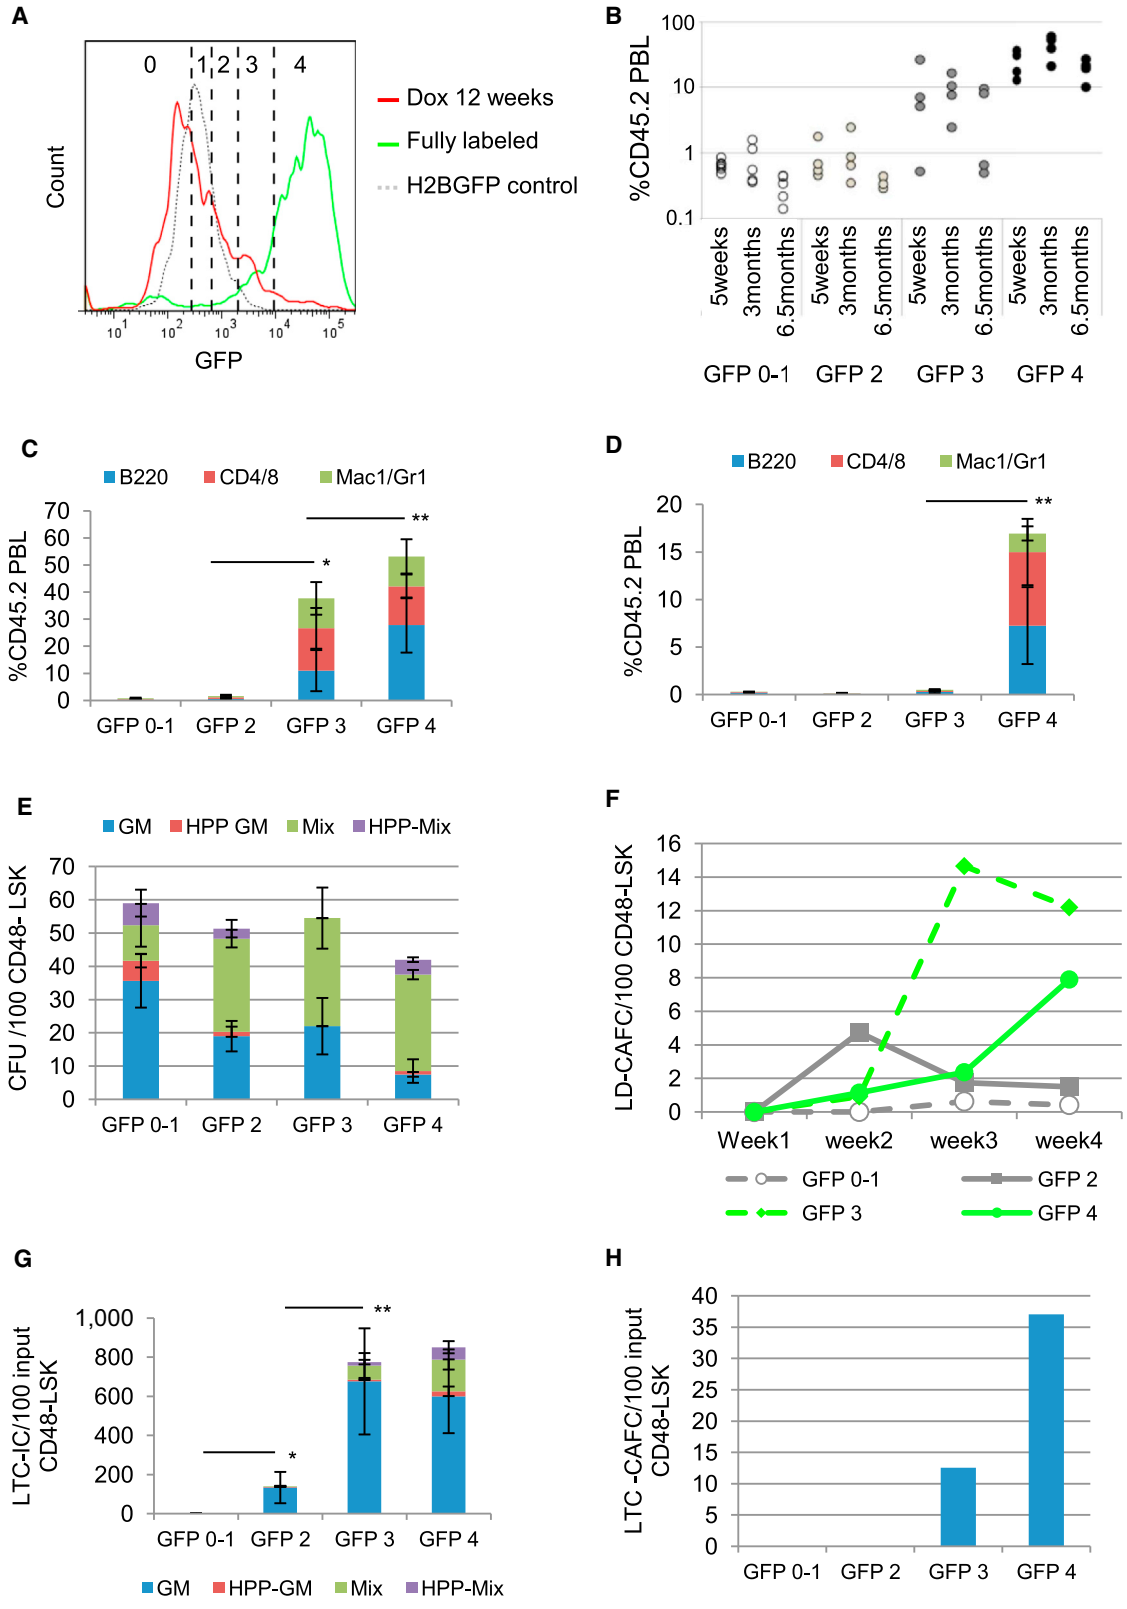 A
0 1 2 3 4
Count
10^1 10^2 10^3 10^4 10^5
GFP
Dox 12 weeks
Fully labeled
H2BGFP control
B
%CD45.2 PBL
100
10
1
0.1
5weeks 3months 6.5months 5weeks 3months 6.5months 5weeks 3months 6.5months 5weeks 3months 6.5months
GFP 0-1 GFP 2 GFP 3 GFP 4
C
B220 CD4/8 Mac1/Gr1
%CD45.2 PBL
70
60
50
40
30
20
10
0
* **
GFP 0-1 GFP 2 GFP 3 GFP 4
D
B220 CD4/8 Mac1/Gr1
%CD45.2 PBL
20
15
10
5
0
**
GFP 0-1 GFP 2 GFP 3 GFP 4
E
GM HPP GM Mix HPP-Mix
CFU /100 CD48- LSK
70
60
50
40
30
20
10
0
GFP 0-1 GFP 2 GFP 3 GFP 4
F
LD-CAFC/100 CD48-LSK
16
14
12
10
8
6
4
2
0
Week1 week2 week3 week4
GFP 0-1 GFP 2
GFP 3 GFP 4
G
LTC-IC/100 input
CD48-LSK
1,000
800
600
400
200
0
* **
GFP 0-1 GFP 2 GFP 3 GFP 4
GM HPP-GM Mix HPP-Mix
H
LTC -CAFC/100 input
CD48-LSK
40
35
30
25
20
15
10
5
0
GFP 0-1 GFP 2 GFP 3 GFP 4